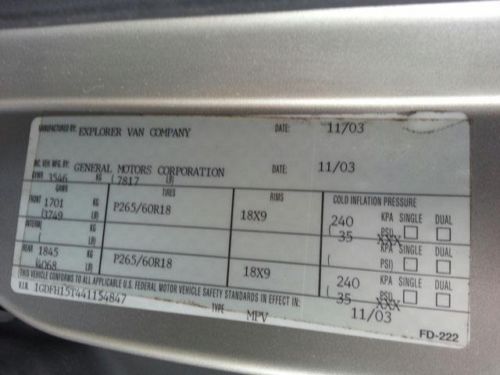 MANUFACTURED BY: EXPLORER VAN COMPANY DATE: 11/03
INC. VEH. MFG. BY: GENERAL MOTORS CORPORATION DATE: 11/03
GVWR 3546 KG ( 7817 LB)
GAWR TIRES RIMS COLD INFLATION PRESSURE
FRONT 1701 KG P265/60R18 18X9 240 KPA SINGLE DUAL
( 3749 LB) ( 35 PSI) XXX
INTERM( KG KPA SINGLE DUAL
( LB) ( PSI)
REAR 1845 KG P265/60R18 18X9 240 KPA SINGLE DUAL
( 4068 LB) ( 35 PSI) XXX
THIS VEHICLE CONFORMS TO ALL APPLICABLE U.S. FEDERAL MOTOR VEHICLE SAFETY STANDARDS IN EFFECT IN: 11/03
V.I.N. 1GDFH15T441154847 TYPE MPV
FD-222